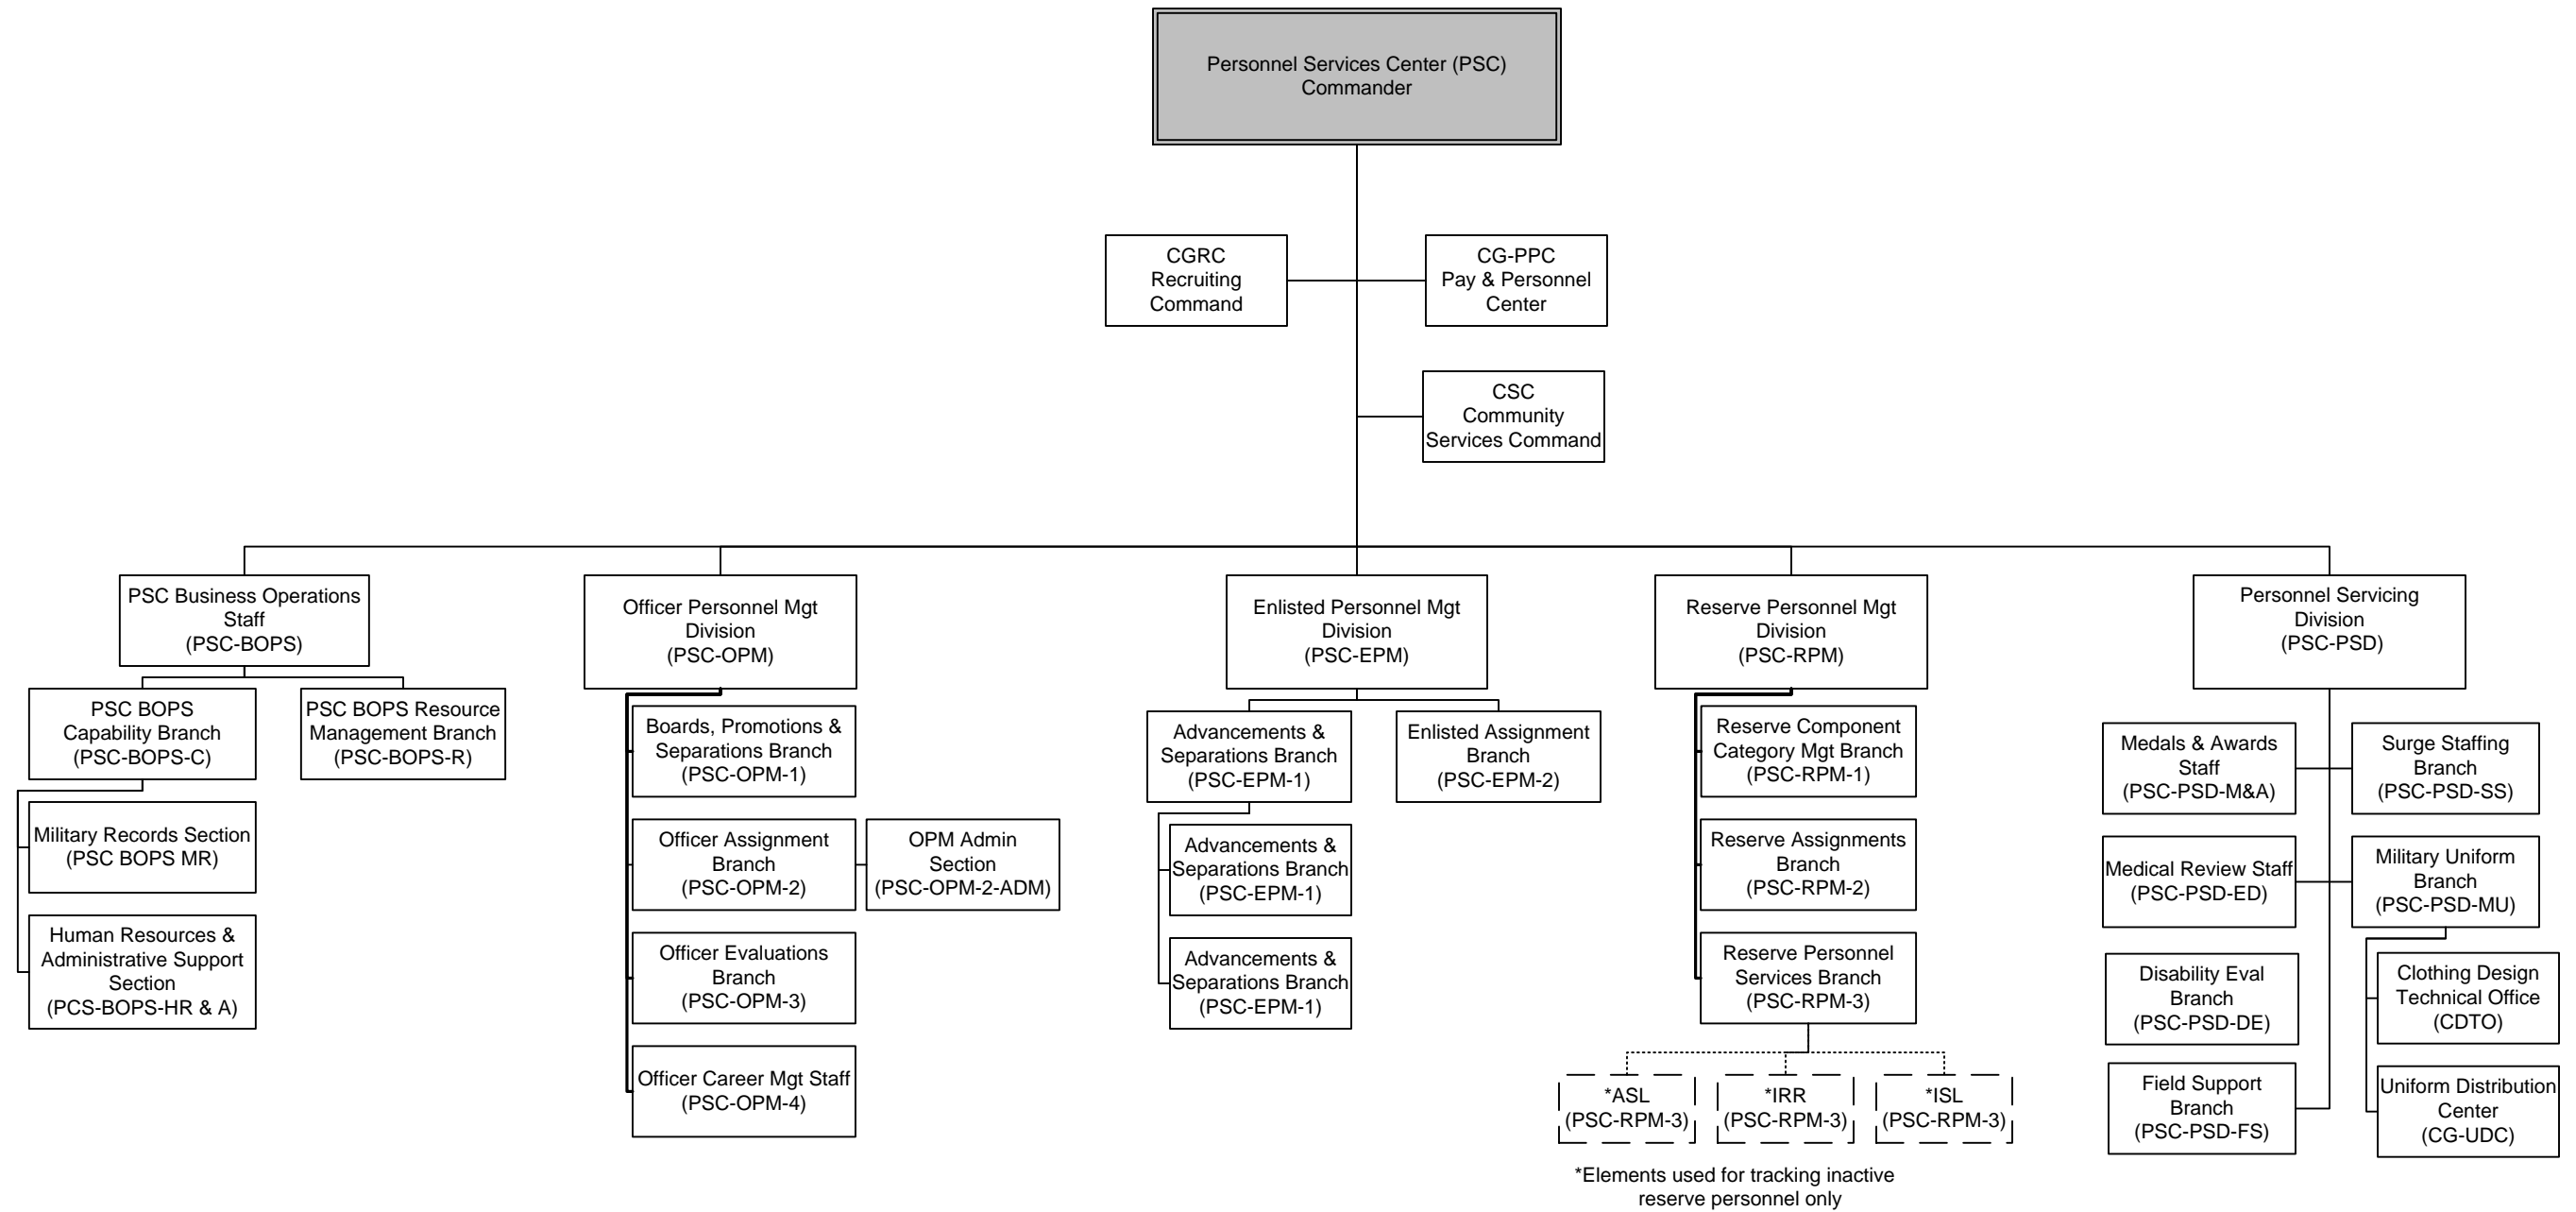 Personnel Services Center (PSC)
Commander
CGRC
Recruiting
Command
CG-PPC
Pay & Personnel
Center
CSC
Community
Services Command
PSC Business Operations
Staff
(PSC-BOPS)
PSC BOPS
Capability Branch
(PSC-BOPS-C)
PSC BOPS Resource
Management Branch
(PSC-BOPS-R)
Military Records Section
(PSC BOPS MR)
Human Resources &
Administrative Support
Section
(PCS-BOPS-HR & A)
Officer Personnel Mgt
Division
(PSC-OPM)
Boards, Promotions &
Separations Branch
(PSC-OPM-1)
Officer Assignment
Branch
(PSC-OPM-2)
OPM Admin
Section
(PSC-OPM-2-ADM)
Officer Evaluations
Branch
(PSC-OPM-3)
Officer Career Mgt Staff
(PSC-OPM-4)
Enlisted Personnel Mgt
Division
(PSC-EPM)
Advancements &
Separations Branch
(PSC-EPM-1)
Enlisted Assignment
Branch
(PSC-EPM-2)
Advancements &
Separations Branch
(PSC-EPM-1)
Advancements &
Separations Branch
(PSC-EPM-1)
Reserve Personnel Mgt
Division
(PSC-RPM)
Reserve Component
Category Mgt Branch
(PSC-RPM-1)
Reserve Assignments
Branch
(PSC-RPM-2)
Reserve Personnel
Services Branch
(PSC-RPM-3)
*ASL
(PSC-RPM-3)
*IRR
(PSC-RPM-3)
*ISL
(PSC-RPM-3)
*Elements used for tracking inactive
reserve personnel only
Personnel Servicing
Division
(PSC-PSD)
Medals & Awards
Staff
(PSC-PSD-M&A)
Surge Staffing
Branch
(PSC-PSD-SS)
Medical Review Staff
(PSC-PSD-ED)
Military Uniform
Branch
(PSC-PSD-MU)
Disability Eval
Branch
(PSC-PSD-DE)
Clothing Design
Technical Office
(CDTO)
Field Support
Branch
(PSC-PSD-FS)
Uniform Distribution
Center
(CG-UDC)